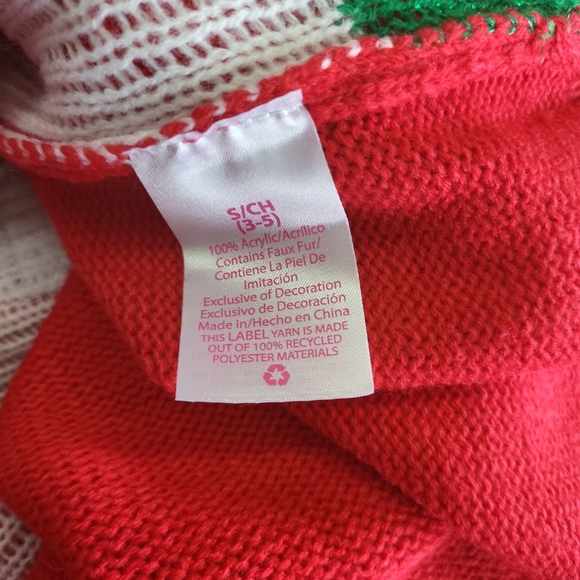 S/CH
(3-5)
100% Acrylic/Acrílico
Contains Faux Fur/
Contiene La Piel De
Imitación
Exclusive of Decoration
Exclusivo de Decoración
Made in/Hecho en China
THIS LABEL YARN IS MADE
OUT OF 100% RECYCLED
POLYESTER MATERIALS